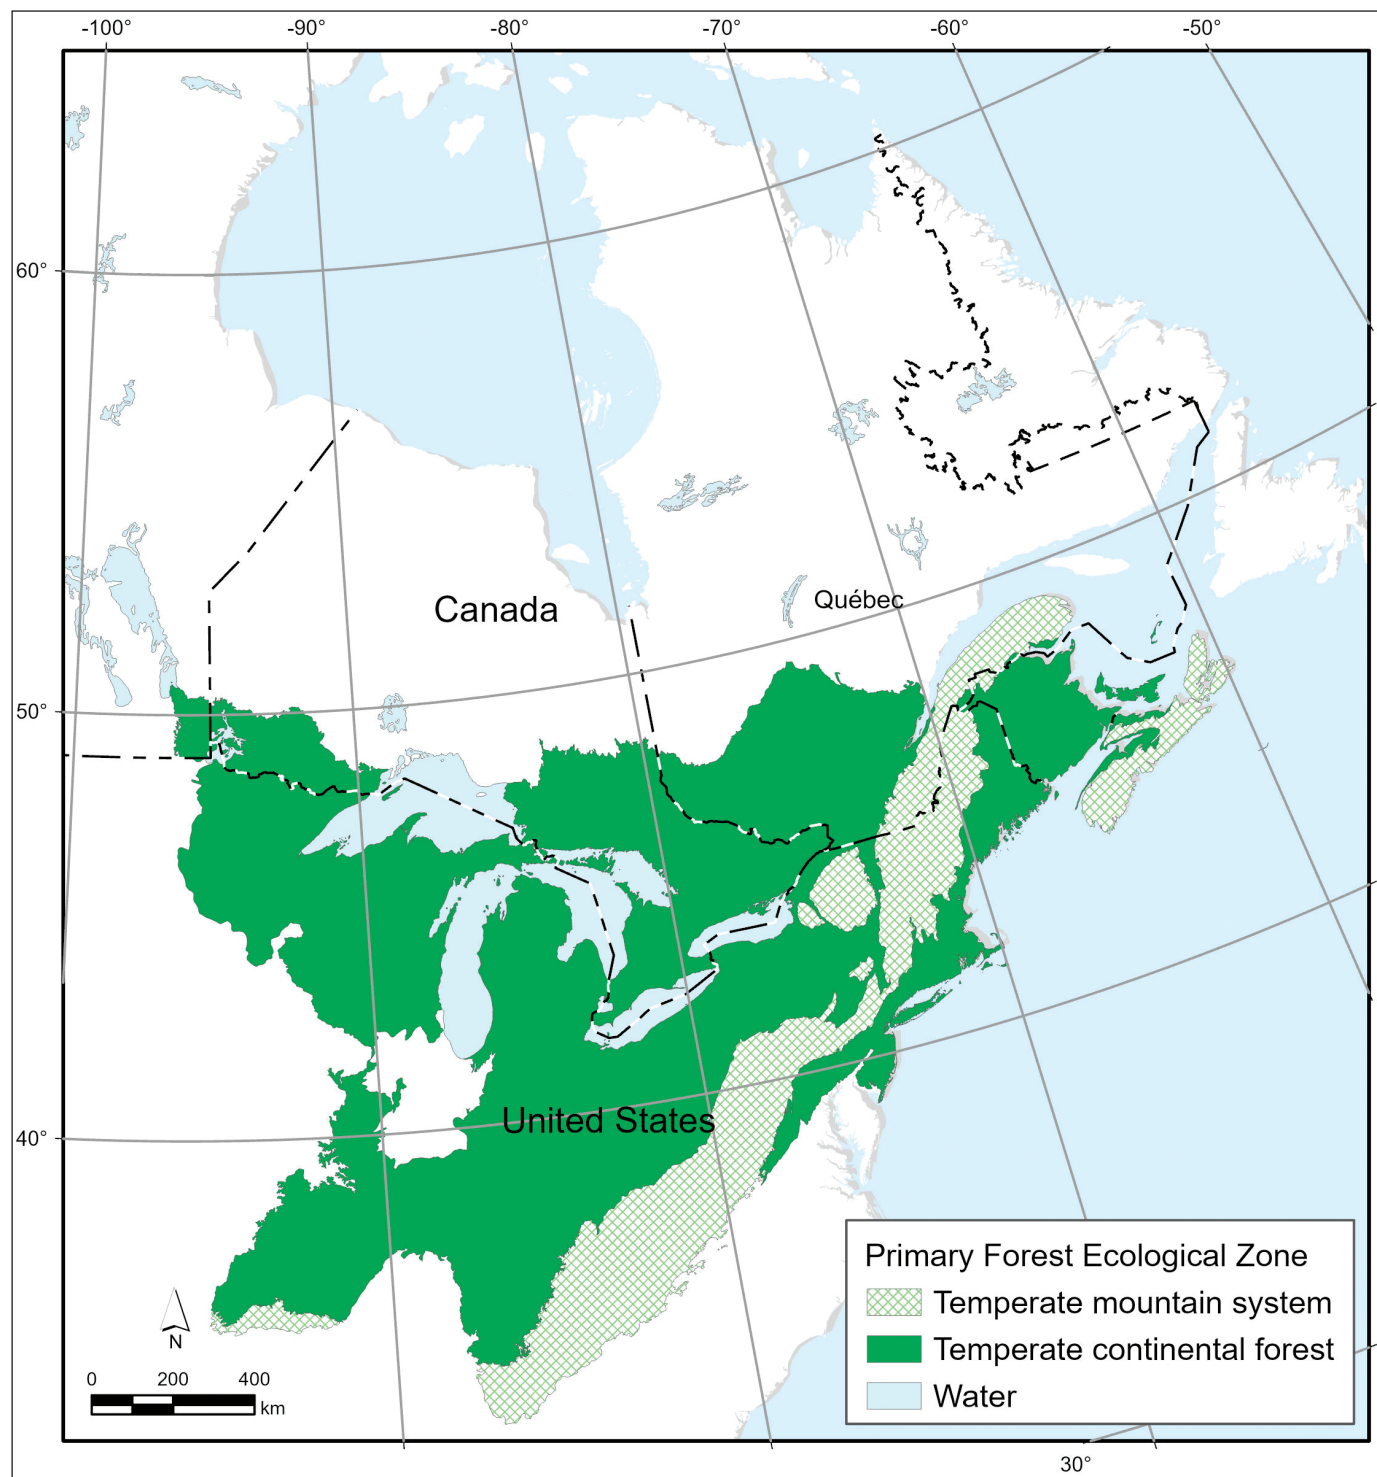 -100° -90° -80° -70° -60° -50°
60°
50°
40°
30°
Canada
Québec
United States
N
0 200 400
km
Primary Forest Ecological Zone
Temperate mountain system
Temperate continental forest
Water